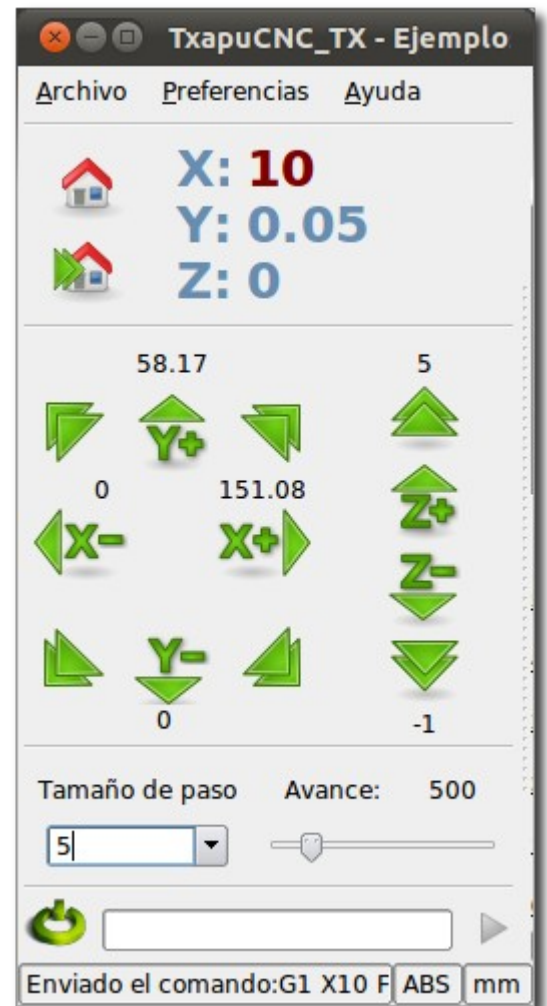 TxapuCNC_TX - Ejemplo
Archivo Preferencias Ayuda
X: 10
Y: 0.05
Z: 0
58.17 5
Y+
0 151.08
Z+
X- X+
Z-
Y-
0 -1
Tamaño de paso Avance: 500
5
Enviado el comando:G1 X10 F ABS mm